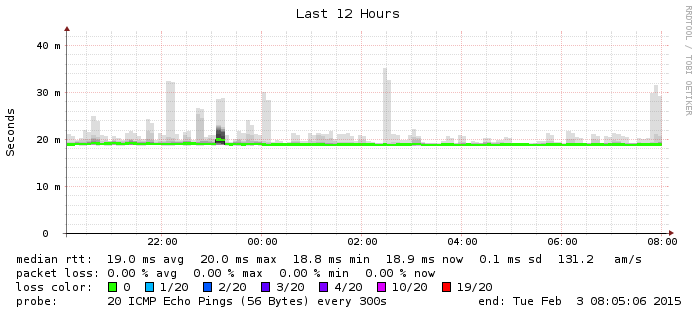 Last 12 Hours
RRDTOOL / TOBI OETIKER
Seconds
40 m
30 m
20 m
10 m
0
22:00 00:00 02:00 04:00 06:00 08:00
median rtt: 19.0 ms avg 20.0 ms max 18.8 ms min 18.9 ms now 0.1 ms sd 131.2 am/s
packet loss: 0.00 % avg 0.00 % max 0.00 % min 0.00 % now
loss color: 0 1/20 2/20 3/20 4/20 10/20 19/20
probe: 20 ICMP Echo Pings (56 Bytes) every 300s end: Tue Feb 3 08:05:06 2015